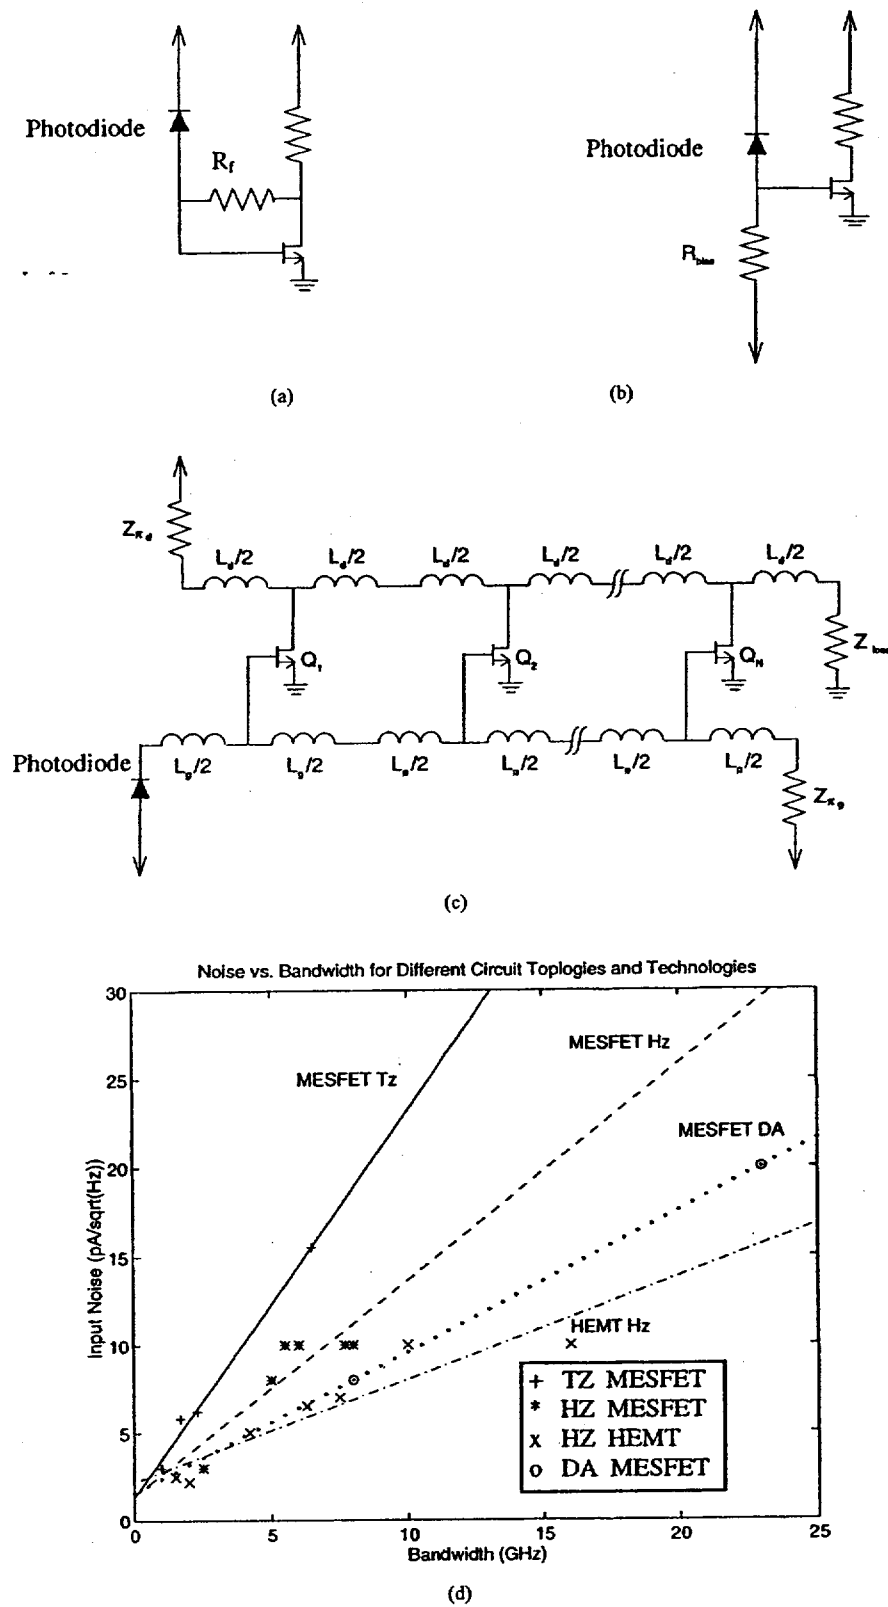 Photodiode
R_f
(a)
Photodiode
R_bias
(b)
Z_π d
L_d/2 L_d/2 L_d/2 L_d/2 L_d/2 L_d/2
Q_1 Q_2 Q_N
Z_load
Photodiode
L_g/2 L_g/2 L_g/2 L_g/2 L_g/2 L_g/2
Z_π g
(c)
Noise vs. Bandwidth for Different Circuit Toplogies and Technologies
Input Noise (pA/sqrt(Hz))
30
25
20
15
10
5
0
MESFET Tz
MESFET Hz
MESFET DA
HEMT Hz
+ TZ MESFET
* HZ MESFET
x HZ HEMT
o DA MESFET
0 5 10 15 20 25
Bandwidth (GHz)
(d)